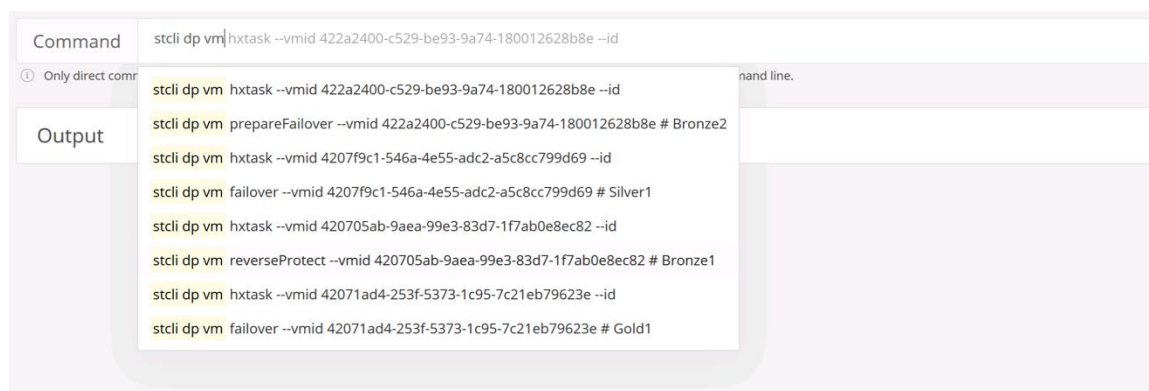 Command stcli dp vm hxtask --vmid 422a2400-c529-be93-9a74-180012628b8e --id
Only direct comm mand line.
stcli dp vm hxtask --vmid 422a2400-c529-be93-9a74-180012628b8e --id
Output
stcli dp vm prepareFailover --vmid 422a2400-c529-be93-9a74-180012628b8e # Bronze2
stcli dp vm hxtask --vmid 4207f9c1-546a-4e55-adc2-a5c8cc799d69 --id
stcli dp vm failover --vmid 4207f9c1-546a-4e55-adc2-a5c8cc799d69 # Silver1
stcli dp vm hxtask --vmid 420705ab-9aea-99e3-83d7-1f7ab0e8ec82 --id
stcli dp vm reverseProtect --vmid 420705ab-9aea-99e3-83d7-1f7ab0e8ec82 # Bronze1
stcli dp vm hxtask --vmid 42071ad4-253f-5373-1c95-7c21eb79623e --id
stcli dp vm failover --vmid 42071ad4-253f-5373-1c95-7c21eb79623e # Gold1